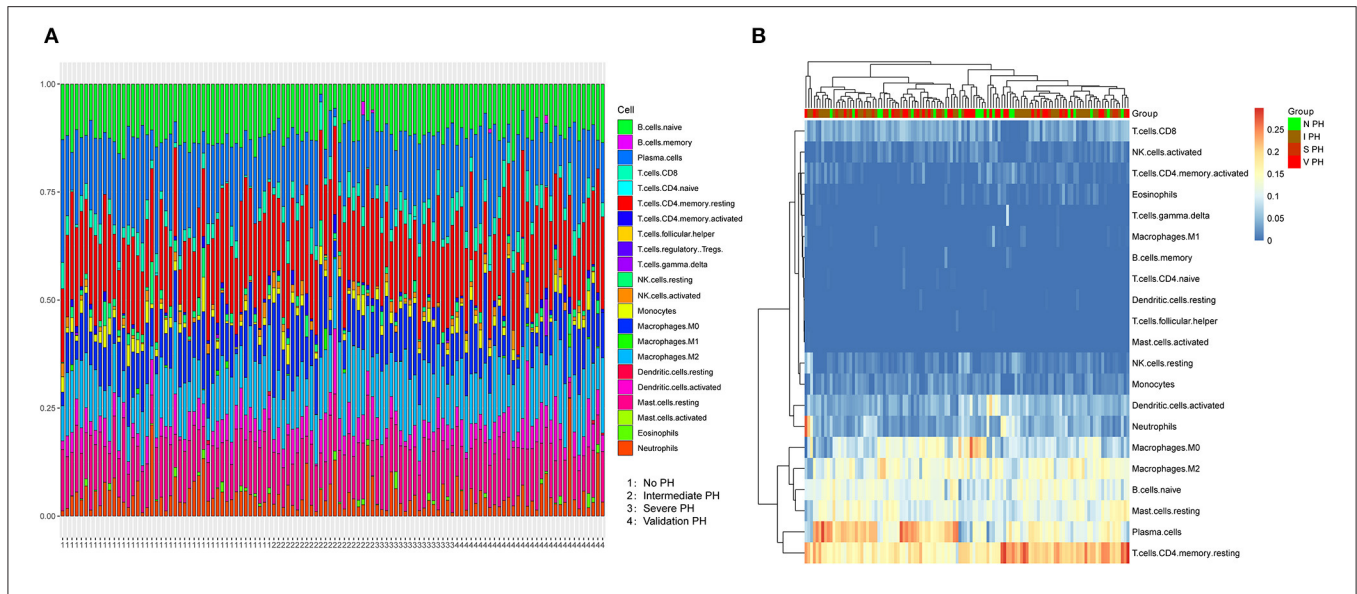 A
1.00
0.75
0.50
0.25
0.00
Cell
B.cells.naive
B.cells.memory
Plasma.cells
T.cells.CD8
T.cells.CD4.naive
T.cells.CD4.memory.resting
T.cells.CD4.memory.activated
T.cells.follicular.helper
T.cells.regulatory..Tregs.
T.cells.gamma.delta
NK.cells.resting
NK.cells.activated
Monocytes
Macrophages.M0
Macrophages.M1
Macrophages.M2
Dendritic.cells.resting
Dendritic.cells.activated
Mast.cells.resting
Mast.cells.activated
Eosinophils
Neutrophils
1: No PH
2: Intermediate PH
3: Severe PH
4: Validation PH
B
Group
T.cells.CD8
NK.cells.activated
T.cells.CD4.memory.activated
Eosinophils
T.cells.gamma.delta
Macrophages.M1
B.cells.memory
T.cells.CD4.naive
Dendritic.cells.resting
T.cells.follicular.helper
Mast.cells.activated
NK.cells.resting
Monocytes
Dendritic.cells.activated
Neutrophils
Macrophages.M0
Macrophages.M2
B.cells.naive
Mast.cells.resting
Plasma.cells
T.cells.CD4.memory.resting
0.25
0.2
0.15
0.1
0.05
0
Group
N PH
I PH
S PH
V PH